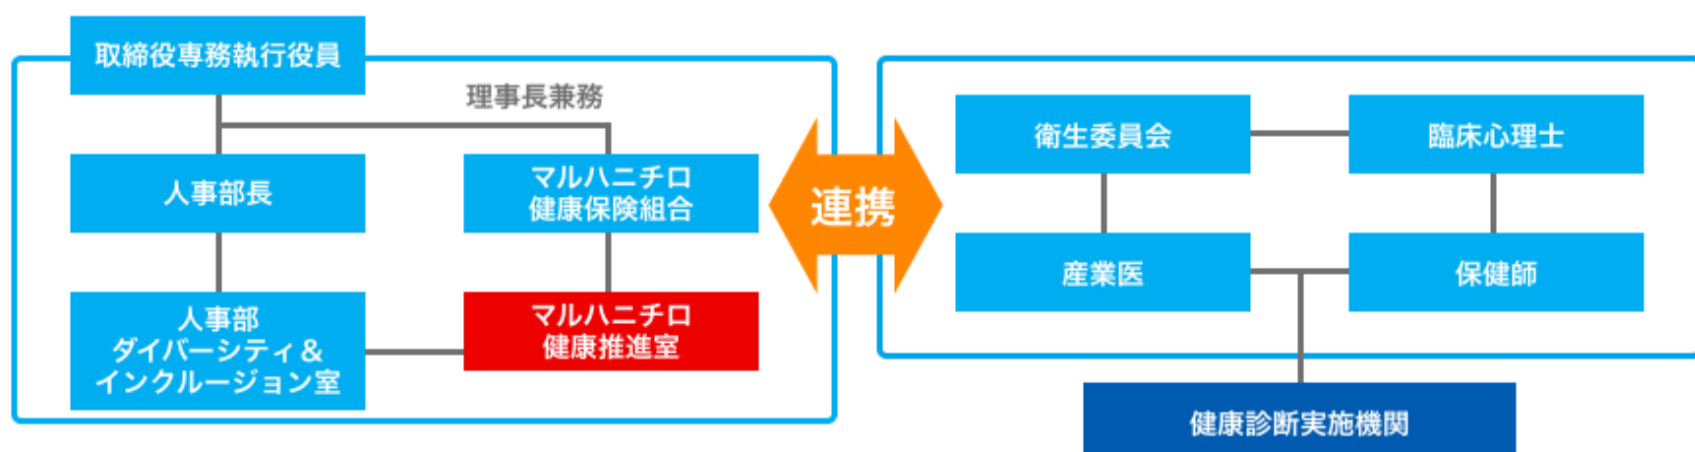 取締役専務執行役員
理事長兼務
人事部長
マルハニチロ
健康保険組合
人事部
ダイバーシティ＆
インクルージョン室
マルハニチロ
健康推進室
連携
衛生委員会
臨床心理士
産業医
保健師
健康診断実施機関